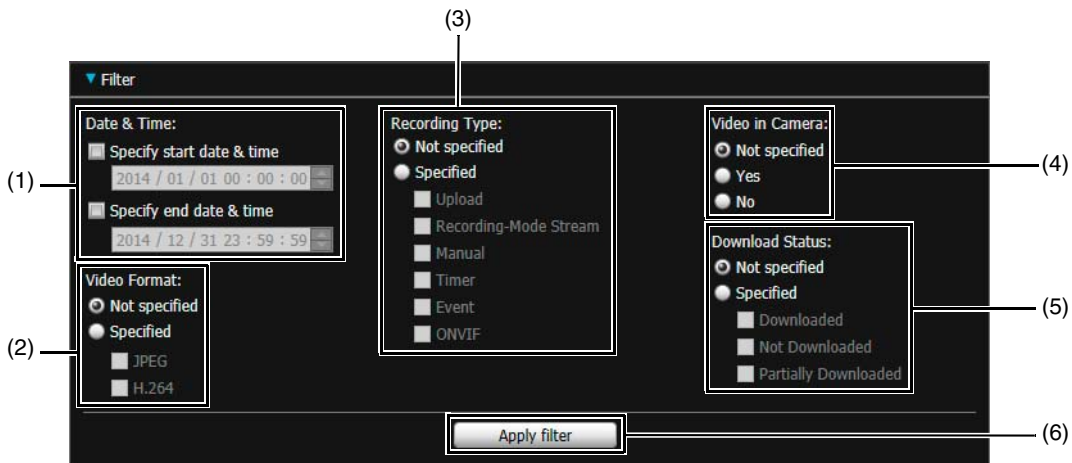 (3)
Filter
(1)
Date & Time:
Specify start date & time
2014 / 01 / 01 00 : 00 : 00
Specify end date & time
2014 / 12 / 31 23 : 59 : 59
(2)
Video Format:
Not specified
Specified
JPEG
H.264
Recording Type:
Not specified
Specified
Upload
Recording-Mode Stream
Manual
Timer
Event
ONVIF
Video in Camera:
Not specified
Yes
No
(4)
Download Status:
Not specified
Specified
Downloaded
Not Downloaded
Partially Downloaded
(5)
Apply filter
(6)